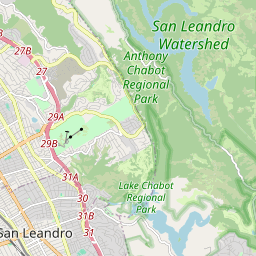 San Leandro
Watershed
27B
Anthony
Chabot
Regional
Park
27
29A
29B
31A
Lake Chabot
Regional
Park
30
31B
San Leandro
31